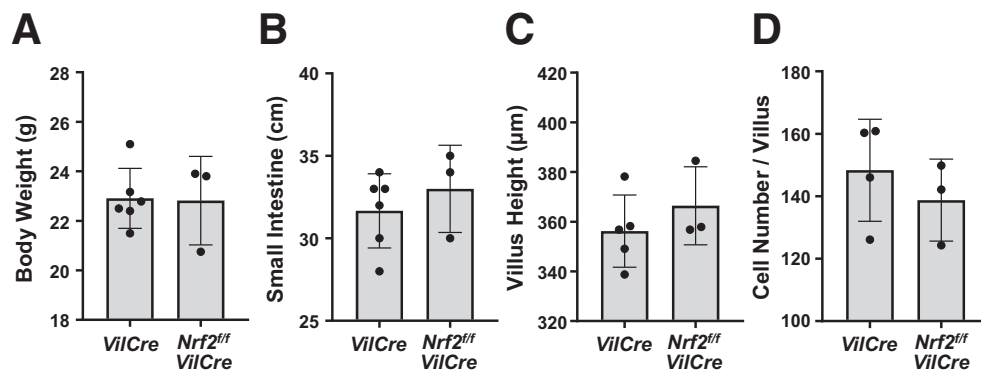 A
Body Weight (g)
28
26
24
22
20
18
VilCre
Nrf2f/f
VilCre
B
Small Intestine (cm)
40
35
30
25
VilCre
Nrf2f/f
VilCre
C
Villus Height (μm)
420
400
380
360
340
320
VilCre
Nrf2f/f
VilCre
D
Cell Number / Villus
180
160
140
120
100
VilCre
Nrf2f/f
VilCre